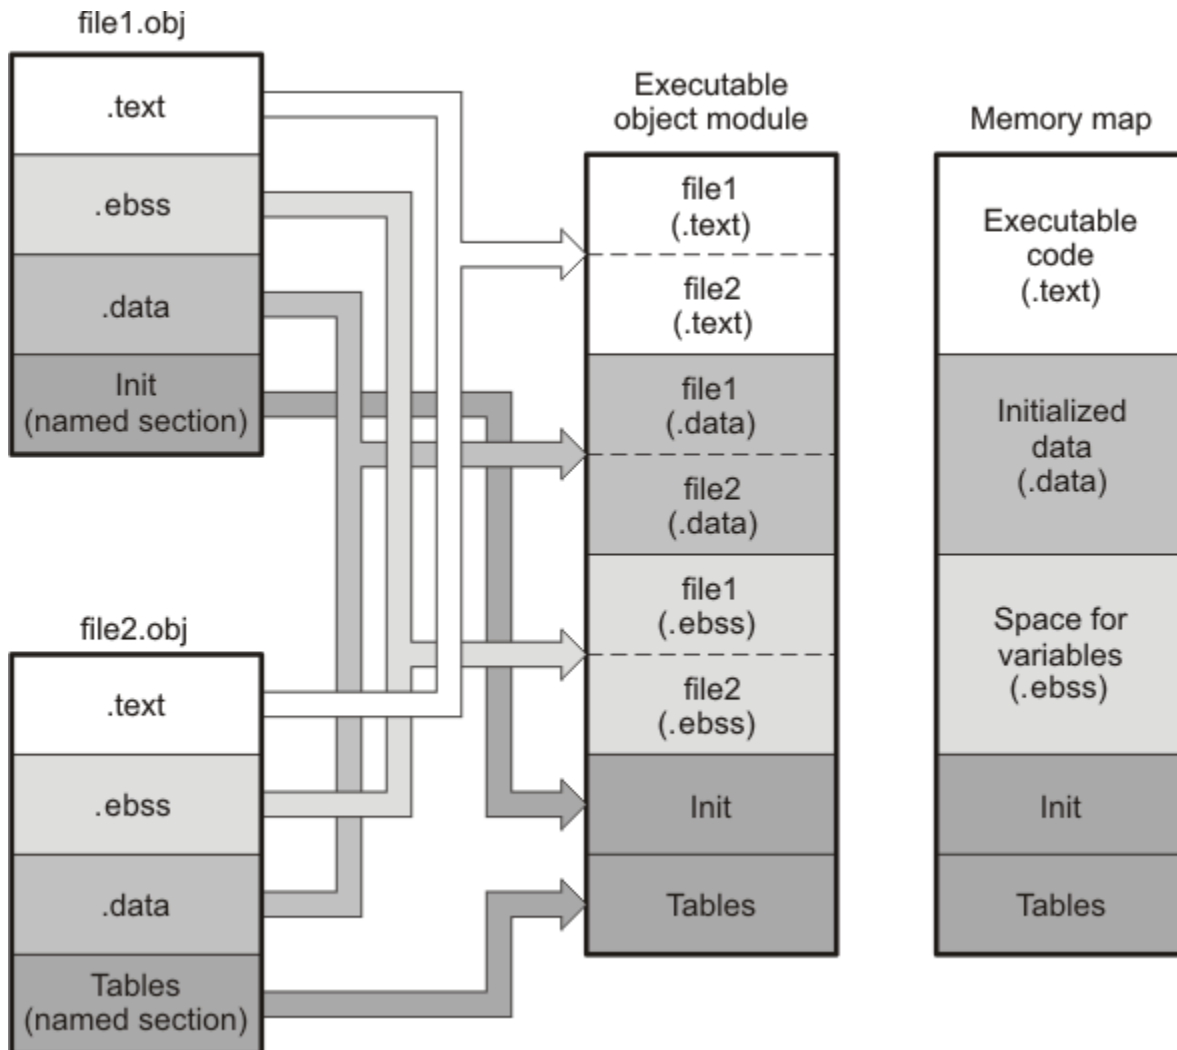 file1.obj
.text
.ebss
.data
Init
(named section)
file2.obj
.text
.ebss
.data
Tables
(named section)
Executable
object module
file1
(.text)
file2
(.text)
file1
(.data)
file2
(.data)
file1
(.ebss)
file2
(.ebss)
Init
Tables
Memory map
Executable
code
(.text)
Initialized
data
(.data)
Space for
variables
(.ebss)
Init
Tables